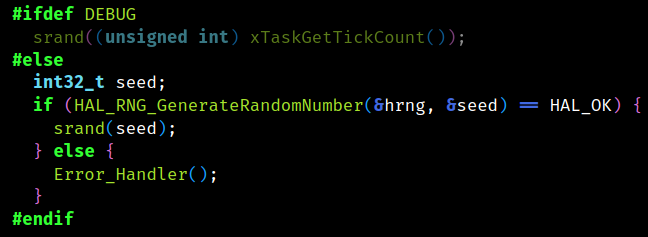 #ifdef DEBUG
  srand((unsigned int) xTaskGetTickCount());
#else
  int32_t seed;
  if (HAL_RNG_GenerateRandomNumber(&hrng, &seed) == HAL_OK) {
    srand(seed);
  } else {
    Error_Handler();
  }
#endif